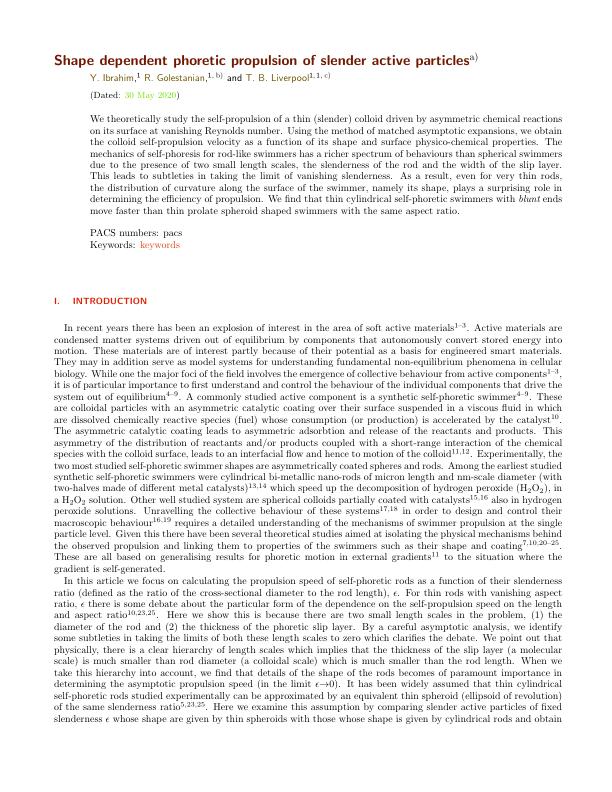 Shape dependent phoretic propulsion of slender active particles a)
Y. Ibrahim,1 R. Golestanian,1, b) and T. B. Liverpool1, 1, c)
(Dated: 30 May 2020)
We theoretically study the self-propulsion of a thin (slender) colloid driven by asymmetric chemical reactions
on its surface at vanishing Reynolds number. Using the method of matched asymptotic expansions, we obtain
the colloid self-propulsion velocity as a function of its shape and surface physico-chemical properties. The
mechanics of self-phoresis for rod-like swimmers has a richer spectrum of behaviours than spherical swimmers
due to the presence of two small length scales, the slenderness of the rod and the width of the slip layer.
This leads to subtleties in taking the limit of vanishing slenderness. As a result, even for very thin rods,
the distribution of curvature along the surface of the swimmer, namely its shape, plays a surprising role in
determining the efficiency of propulsion. We find that thin cylindrical self-phoretic swimmers with blunt ends
move faster than thin prolate spheroid shaped swimmers with the same aspect ratio.
PACS numbers: pacs
Keywords: keywords
I. INTRODUCTION
In recent years there has been an explosion of interest in the area of soft active materials1–3. Active materials are
condensed matter systems driven out of equilibrium by components that autonomously convert stored energy into
motion. These materials are of interest partly because of their potential as a basis for engineered smart materials.
They may in addition serve as model systems for understanding fundamental non-equilibrium phenomena in cellular
biology. While one the major foci of the field involves the emergence of collective behaviour from active components1–3,
it is of particular importance to first understand and control the behaviour of the individual components that drive the
system out of equilibrium4–9. A commonly studied active component is a synthetic self-phoretic swimmer4–9. These
are colloidal particles with an asymmetric catalytic coating over their surface suspended in a viscous fluid in which
are dissolved chemically reactive species (fuel) whose consumption (or production) is accelerated by the catalyst10.
The asymmetric catalytic coating leads to asymmetric adsorption and release of the reactants and products. This
asymmetry of the distribution of reactants and/or products coupled with a short-range interaction of the chemical
species with the colloid surface, leads to an interfacial flow and hence to motion of the colloid11,12. Experimentally, the
two most studied self-phoretic swimmer shapes are asymmetrically coated spheres and rods. Among the earliest studied
synthetic self-phoretic swimmers were cylindrical bi-metallic nano-rods of micron length and nm-scale diameter (with
two-halves made of different metal catalysts)13,14 which speed up the decomposition of hydrogen peroxide (H2O2), in
a H2O2 solution. Other well studied system are spherical colloids partially coated with catalysts15,16 also in hydrogen
peroxide solutions. Unravelling the collective behaviour of these systems17,18 in order to design and control their
macroscopic behaviour16,19 requires a detailed understanding of the mechanisms of swimmer propulsion at the single
particle level. Given this there have been several theoretical studies aimed at isolating the physical mechanisms behind
the observed propulsion and linking them to properties of the swimmers such as their shape and coating7,10,20–25.
These are all based on generalising results for phoretic motion in external gradients11 to the situation where the
gradient is self-generated.
In this article we focus on calculating the propulsion speed of self-phoretic rods as a function of their slenderness
ratio (defined as the ratio of the cross-sectional diameter to the rod length), ϵ. For thin rods with vanishing aspect
ratio, ϵ there is some debate about the particular form of the dependence on the self-propulsion speed on the length
and aspect ratio10,23,25. Here we show this is because there are two small length scales in the problem, (1) the
diameter of the rod and (2) the thickness of the phoretic slip layer. By a careful asymptotic analysis, we identify
some subtleties in taking the limits of both these length scales to zero which clarifies the debate. We point out that
physically, there is a clear hierarchy of length scales which implies that the thickness of the slip layer (a molecular
scale) is much smaller than rod diameter (a colloidal scale) which is much smaller than the rod length. When we
take this hierarchy into account, we find that details of the shape of the rods becomes of paramount importance in
determining the asymptotic propulsion speed (in the limit ϵ→0). It has been widely assumed that thin cylindrical
self-phoretic rods studied experimentally can be approximated by an equivalent thin spheroid (ellipsoid of revolution)
of the same slenderness ratio5,23,25. Here we examine this assumption by comparing slender active particles of fixed
slenderness ϵ whose shape are given by thin spheroids with those whose shape is given by cylindrical rods and obtain